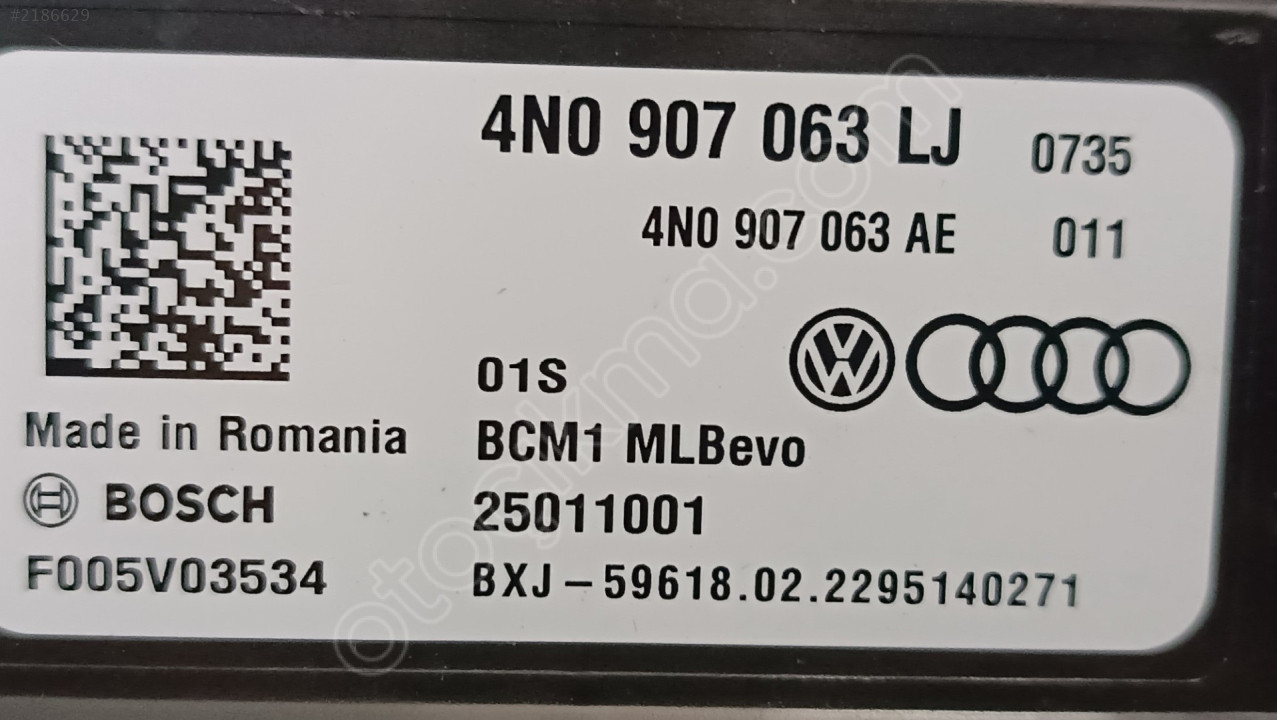 #2186629
4N0 907 063 LJ 0735
4N0 907 063 AE 011
01S
Made in Romania
BCM1 MLBevo
BOSCH
25011001
F005V03534
BXJ-59618.02.2295140271
otocikma.com